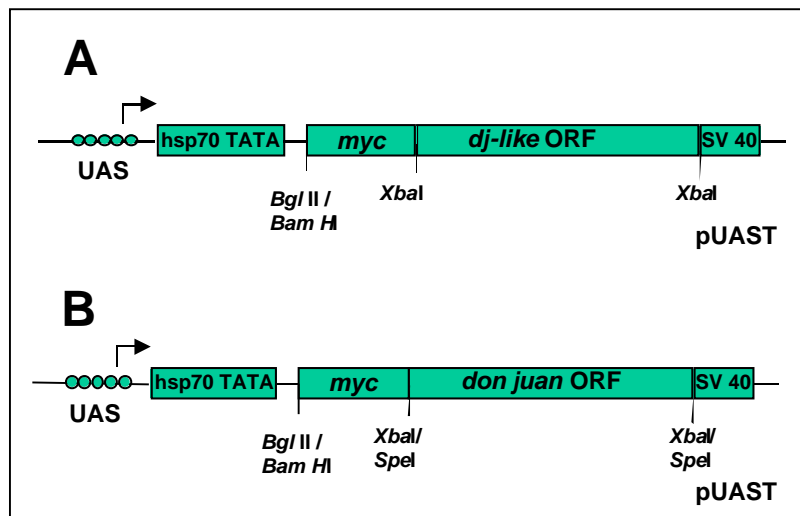 A
hsp70 TATA myc dj-like ORF SV 40
UAS
Bgl II / XbaI XbaI
Bam HI
pUAST
B
hsp70 TATA myc don juan ORF SV 40
UAS
Bgl II / XbaI/ XbaI/
Bam HI SpeI SpeI
pUAST